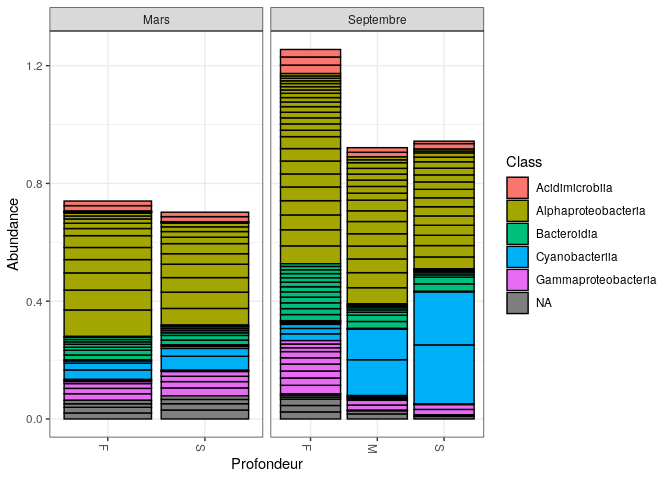 Mars
Septembre
Abundance
1.2
0.8
0.4
0.0
F
S
F
M
S
Profondeur
Class
Acidimicrobiia
Alphaproteobacteria
Bacteroidia
Cyanobacteriia
Gammaproteobacteria
NA